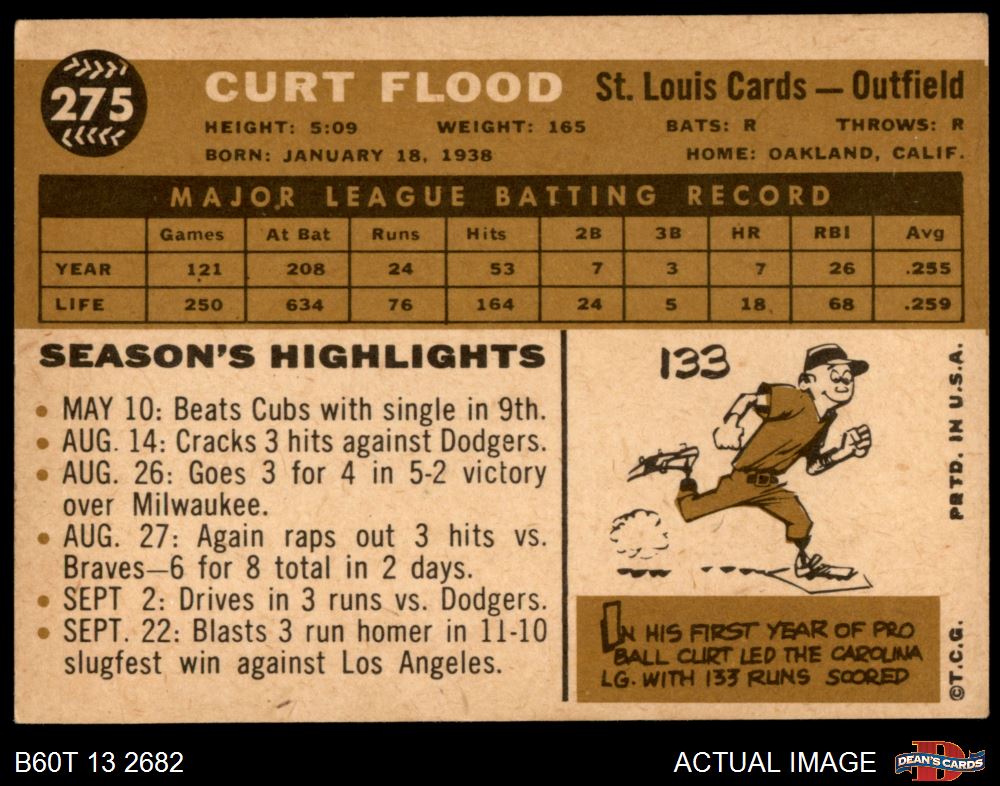 275
CURT FLOOD St. Louis Cards — Outfield
HEIGHT: 5:09 WEIGHT: 165 BATS: R THROWS: R
BORN: JANUARY 18, 1938 HOME: OAKLAND, CALIF.
MAJOR LEAGUE BATTING RECORD
Games At Bat Runs Hits 2B 3B HR RBI Avg
YEAR 121 208 24 53 7 3 7 26 .255
LIFE 250 634 76 164 24 5 18 68 .259
SEASON'S HIGHLIGHTS
• MAY 10: Beats Cubs with single in 9th.
• AUG. 14: Cracks 3 hits against Dodgers.
• AUG. 26: Goes 3 for 4 in 5-2 victory
over Milwaukee.
• AUG. 27: Again raps out 3 hits vs.
Braves—6 for 8 total in 2 days.
• SEPT 2: Drives in 3 runs vs. Dodgers.
• SEPT. 22: Blasts 3 run homer in 11-10
slugfest win against Los Angeles.
133
IN HIS FIRST YEAR OF PRO
BALL CURT LED THE CAROLINA
LG. WITH 133 RUNS SCORED
©T.C.G. PRTD. IN U.S.A.
B60T 13 2682 ACTUAL IMAGE
D
DEAN'S CARDS